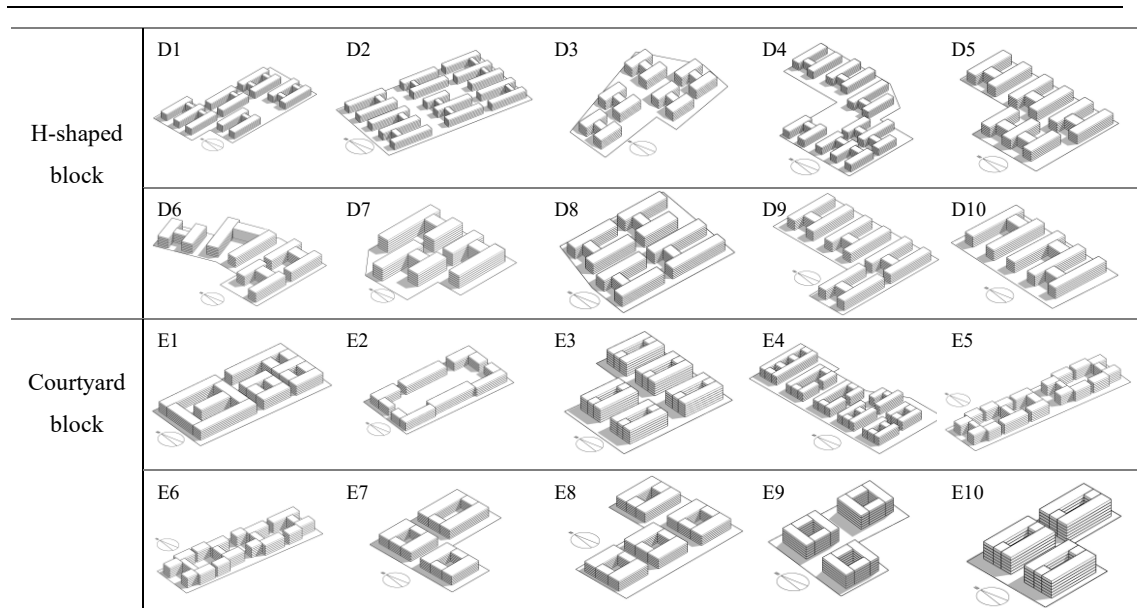 D1 D2 D3 D4 D5
H-shaped
block
D6 D7 D8 D9 D10
E1 E2 E3 E4 E5
Courtyard
block
E6 E7 E8 E9 E10